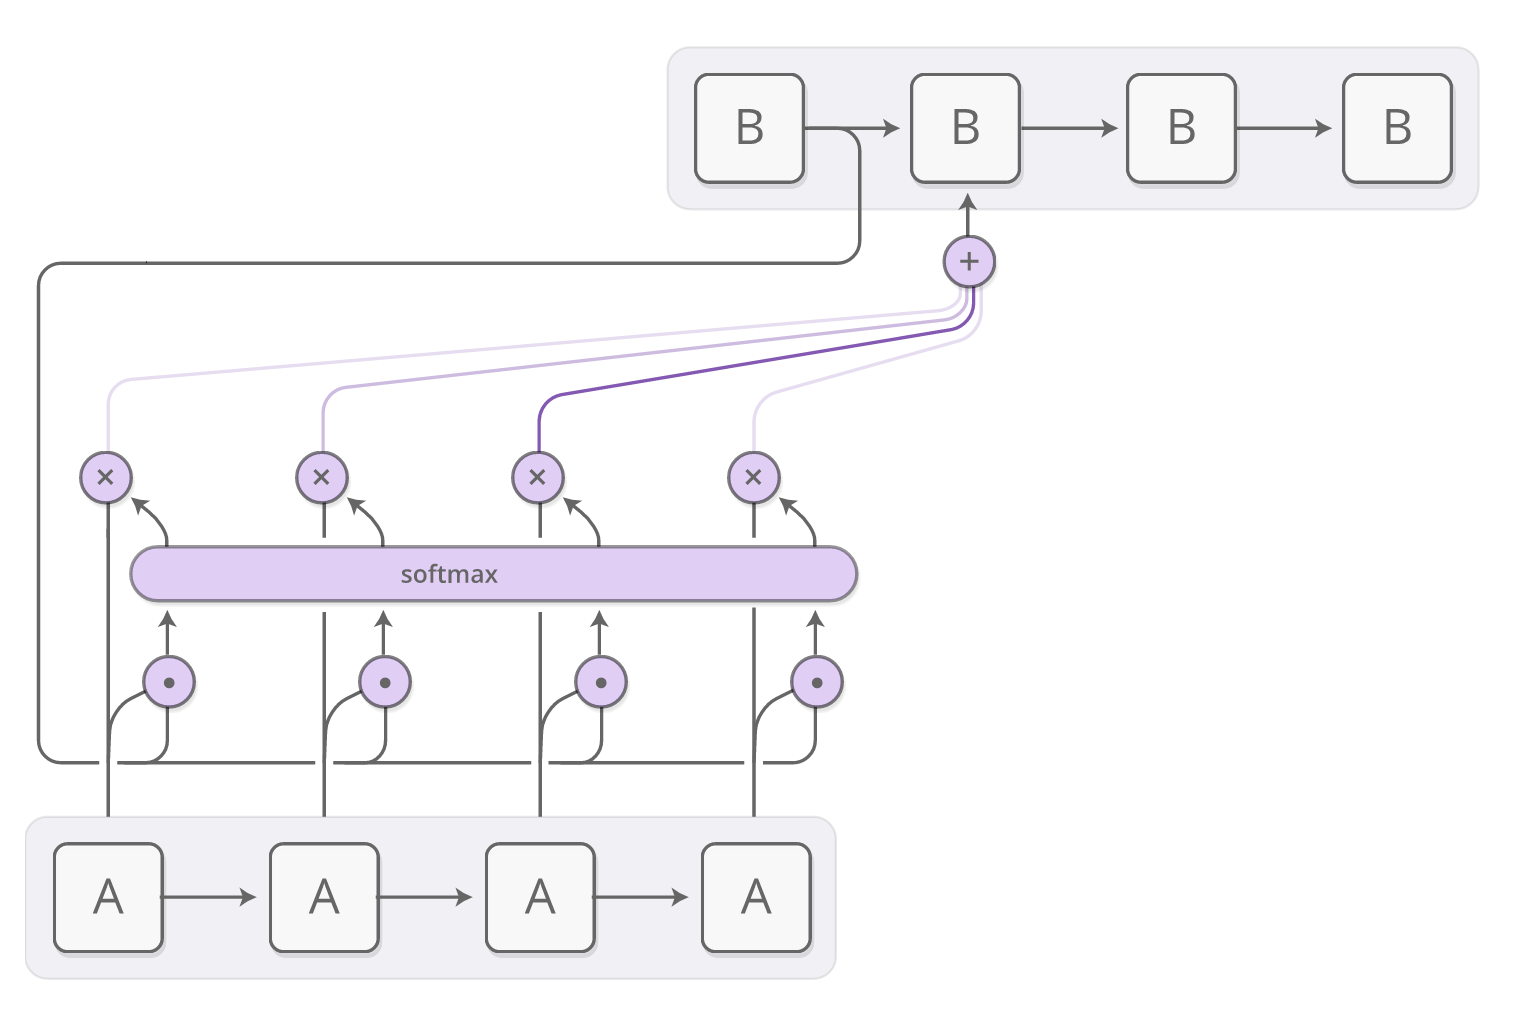 B B B B
+
× × × ×
softmax
• • • •
A A A A